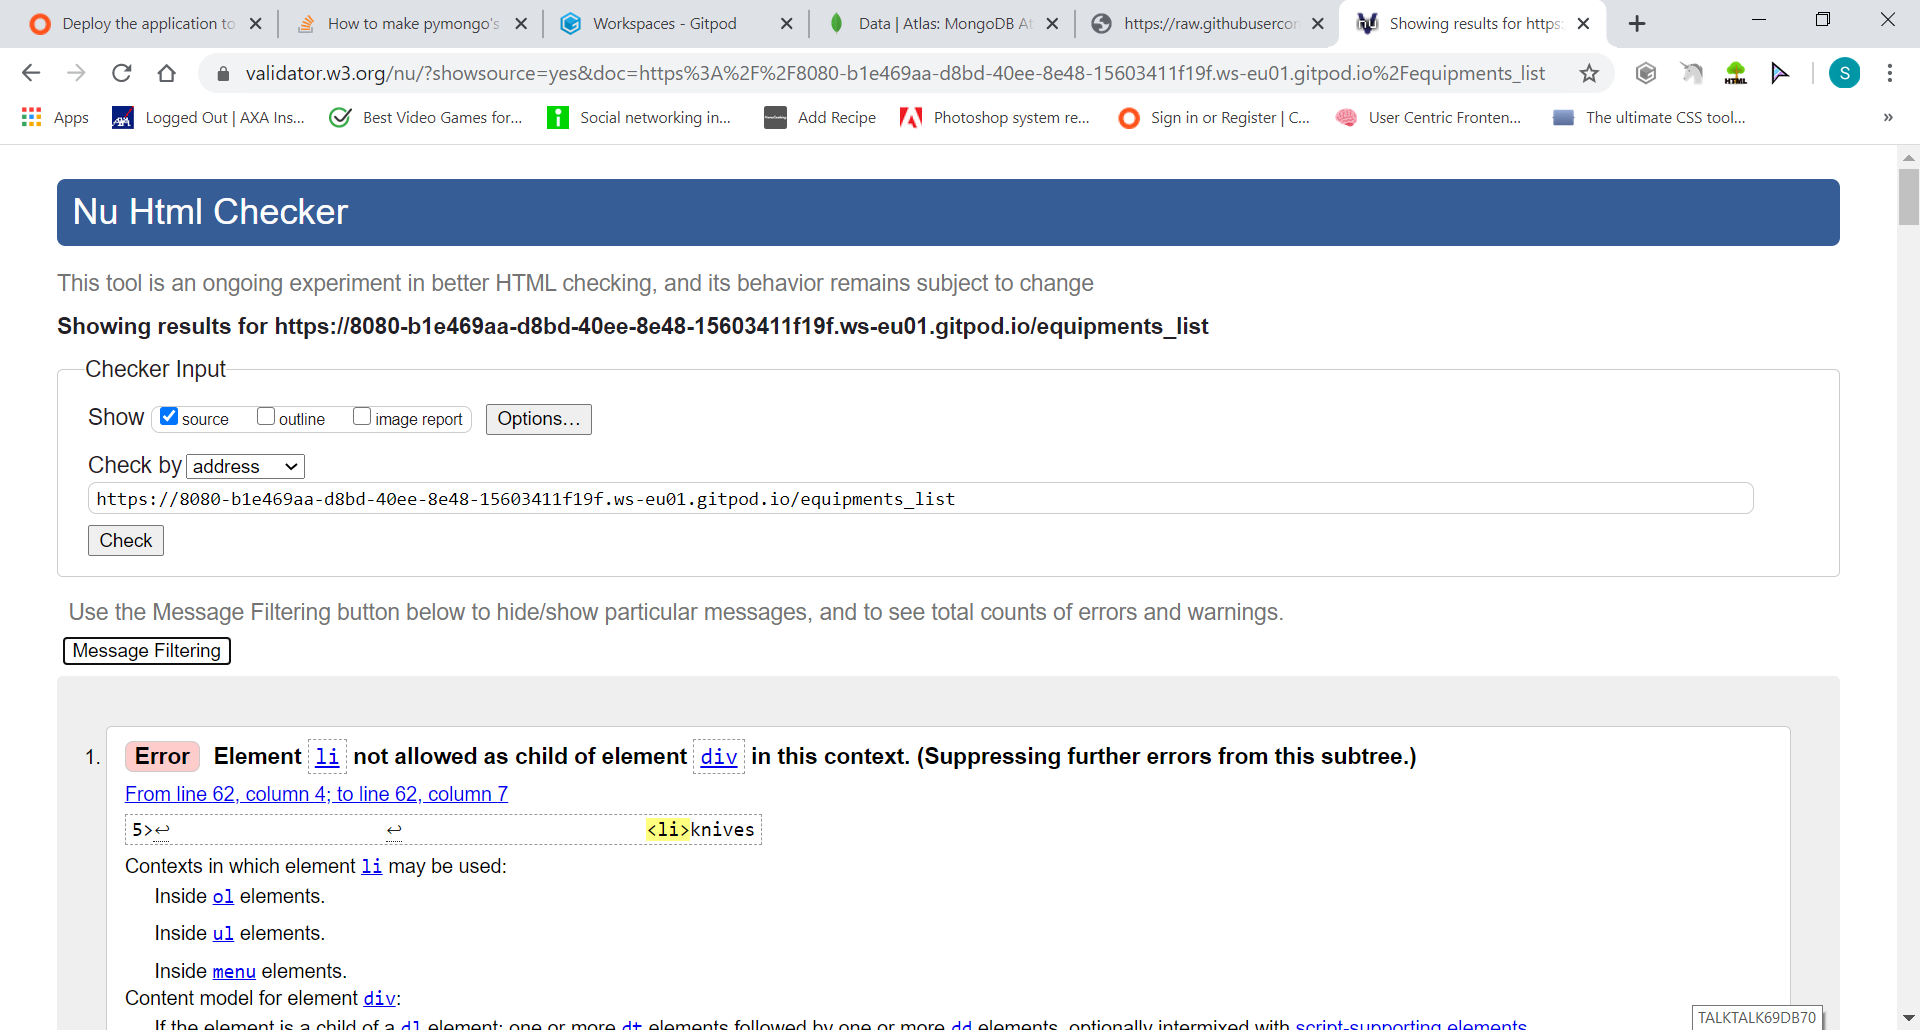 Deploy the application to
How to make pymongo's
Workspaces - Gitpod
Data | Atlas: MongoDB At
https://raw.githubusercon
Showing results for https:
validator.w3.org/nu/?showsource=yes&doc=https%3A%2F%2F8080-b1e469aa-d8bd-40ee-8e48-15603411f19f.ws-eu01.gitpod.io%2Fequipments_list
HTML
S
Apps
Logged Out | AXA Ins...
Best Video Games for...
Social networking in...
Add Recipe
Photoshop system re...
Sign in or Register | C...
User Centric Fronten...
The ultimate CSS tool...
»
Nu Html Checker
This tool is an ongoing experiment in better HTML checking, and its behavior remains subject to change
Showing results for https://8080-b1e469aa-d8bd-40ee-8e48-15603411f19f.ws-eu01.gitpod.io/equipments_list
Checker Input
Show source outline image report Options...
Check by address
https://8080-b1e469aa-d8bd-40ee-8e48-15603411f19f.ws-eu01.gitpod.io/equipments_list
Check
Use the Message Filtering button below to hide/show particular messages, and to see total counts of errors and warnings.
Message Filtering
1. Error Element li not allowed as child of element div in this context. (Suppressing further errors from this subtree.)
From line 62, column 4; to line 62, column 7
5>↩ ↩ <li>knives
Contexts in which element li may be used:
Inside ol elements.
Inside ul elements.
Inside menu elements.
Content model for element div:
If the element is a child of a dl element: one or more dt elements followed by one or more dd elements, optionally intermixed with script-supporting elements
TALKTALK69DB70